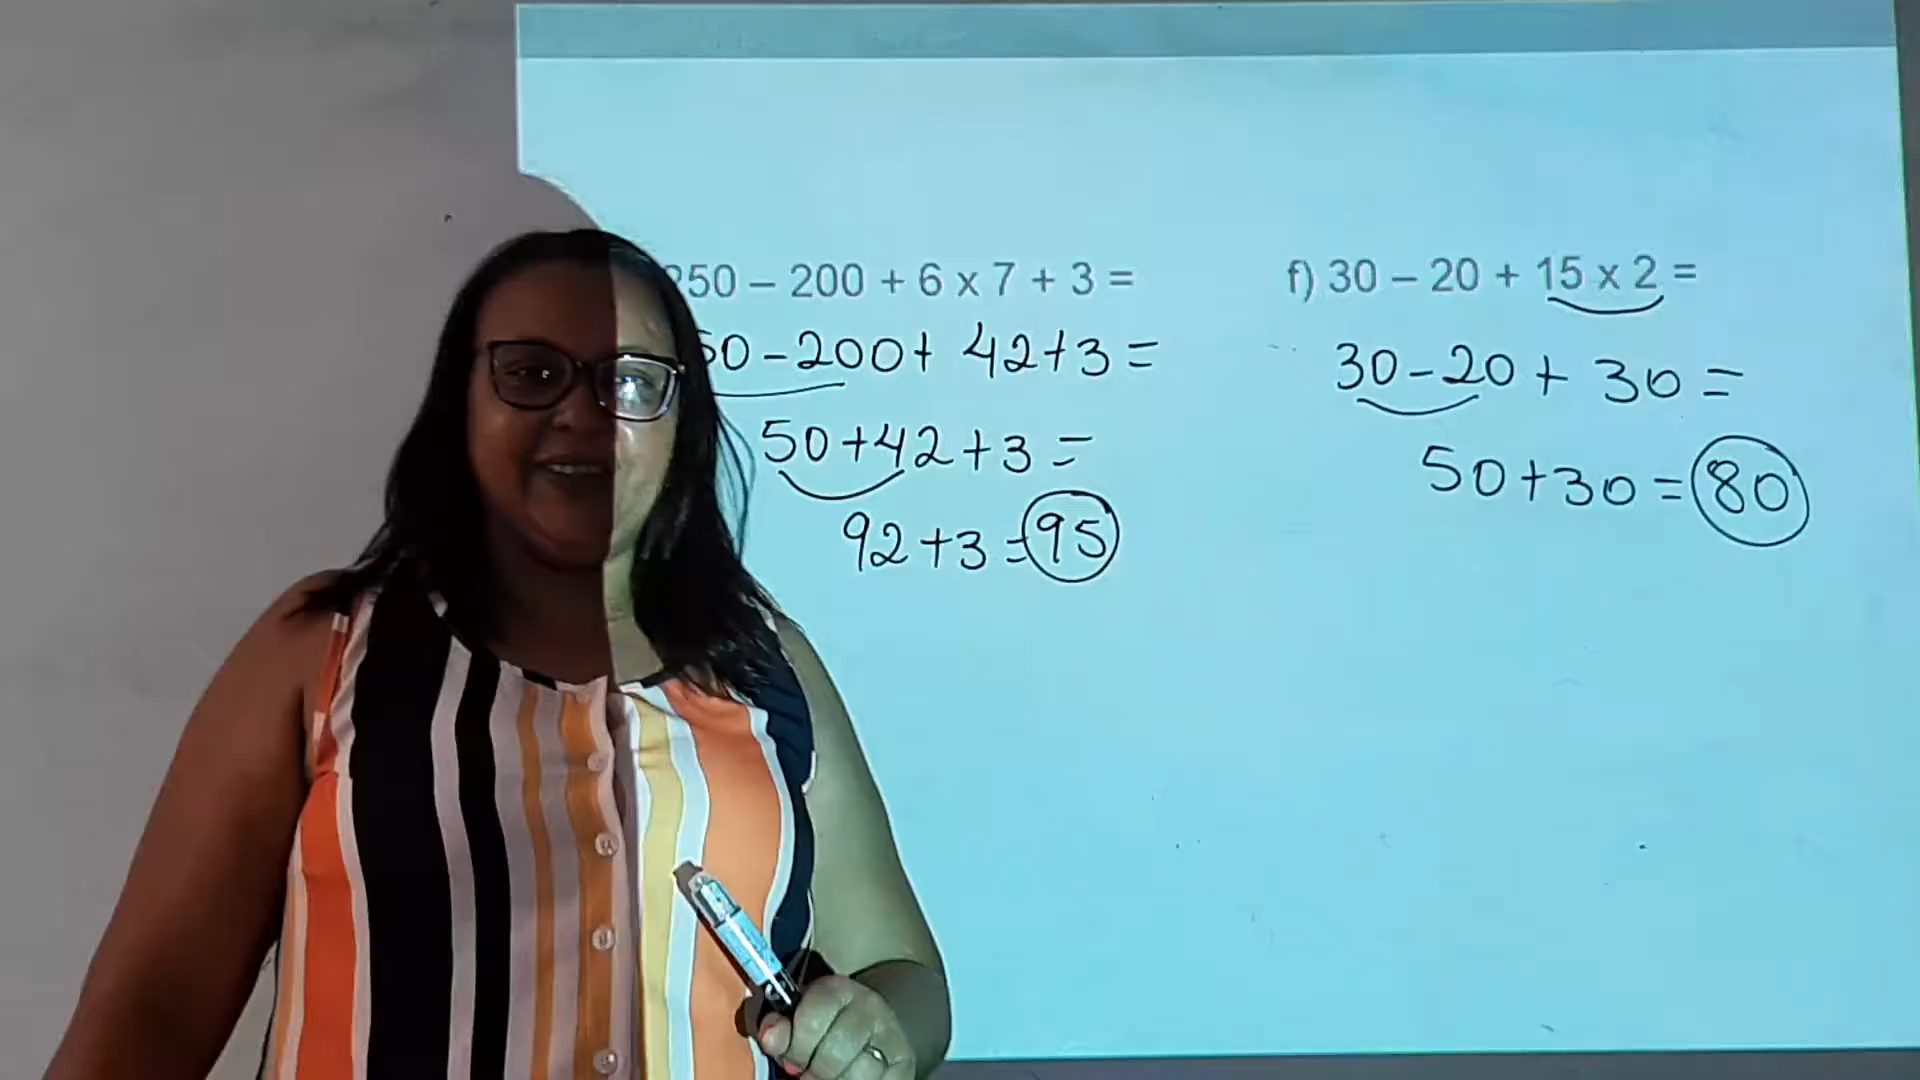 250 – 200 + 6 x 7 + 3 =
50 - 200 + 42 + 3 =
50 + 42 + 3 =
92 + 3 = 95
f) 30 – 20 + 15 x 2 =
30 - 20 + 30 =
50 + 30 = 80